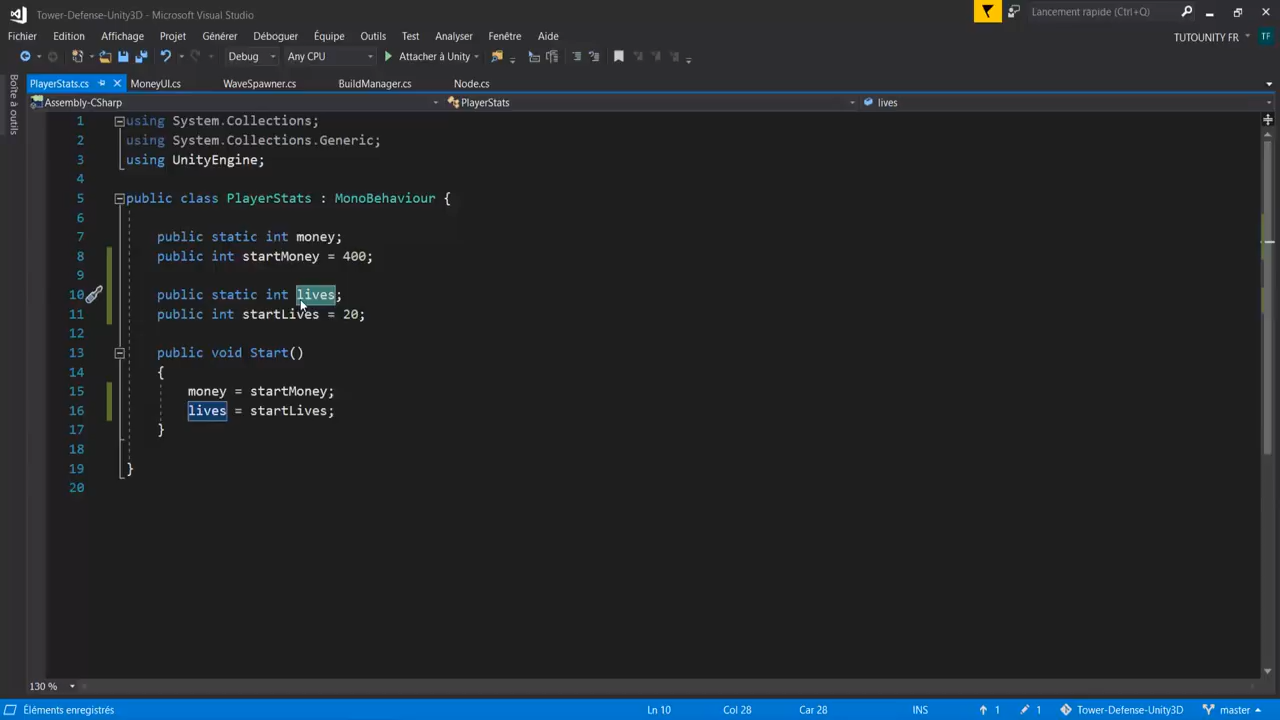 Tower-Defense-Unity3D - Microsoft Visual Studio
Lancement rapide (Ctrl+Q)
Fichier Edition Affichage Projet Générer Déboguer Équipe Outils Test Analyser Fenêtre Aide
TUTOUNITY FR TF
Debug Any CPU Attacher à Unity
Boîte à outils
PlayerStats.cs MoneyUI.cs WaveSpawner.cs BuildManager.cs Node.cs
Assembly-CSharp PlayerStats lives
1 using System.Collections;
2 using System.Collections.Generic;
3 using UnityEngine;
4
5 public class PlayerStats : MonoBehaviour {
6
7 public static int money;
8 public int startMoney = 400;
9
10 public static int lives;
11 public int startLives = 20;
12
13 public void Start()
14 {
15 money = startMoney;
16 lives = startLives;
17 }
18
19 }
20
130 %
Éléments enregistrés Ln 10 Col 28 Car 28 INS 1 1 Tower-Defense-Unity3D master